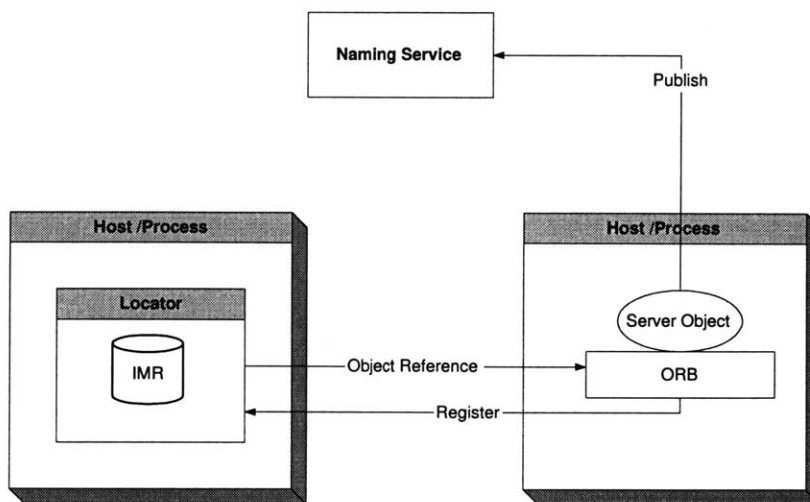 Naming Service
Publish
Host /Process
Host /Process
Locator
Server Object
IMR
Object Reference
ORB
Register